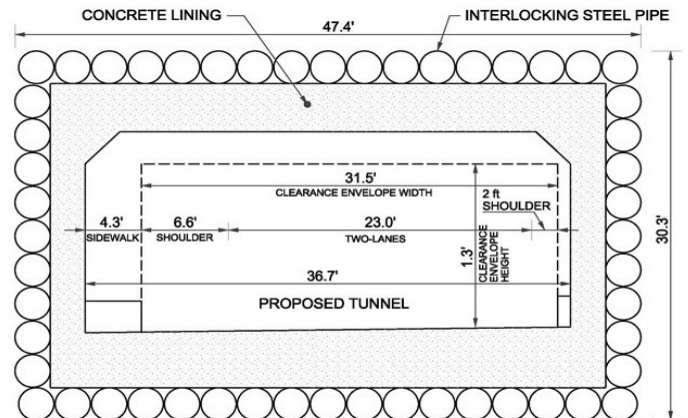 CONCRETE LINING
INTERLOCKING STEEL PIPE
47.4'
31.5'
CLEARANCE ENVELOPE WIDTH
2 ft
SHOULDER
4.3'
SIDEWALK
6.6'
SHOULDER
23.0'
TWO-LANES
1.3'
CLEARANCE
ENVELOPE
HEIGHT
30.3'
36.7'
PROPOSED TUNNEL